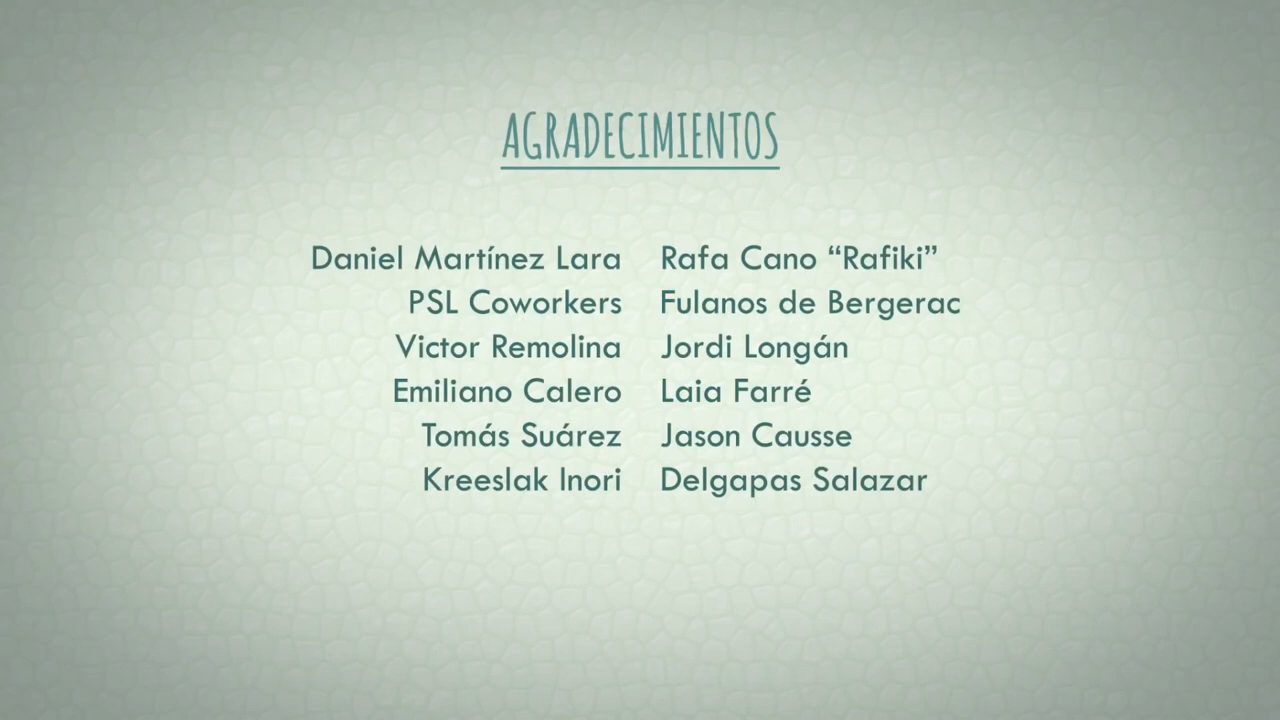 AGRADECIMIENTOS
Daniel Martínez Lara Rafa Cano “Rafiki”
PSL Coworkers Fulanos de Bergerac
Victor Remolina Jordi Longán
Emiliano Calero Laia Farré
Tomás Suárez Jason Causse
Kreeslak Inori Delgapas Salazar